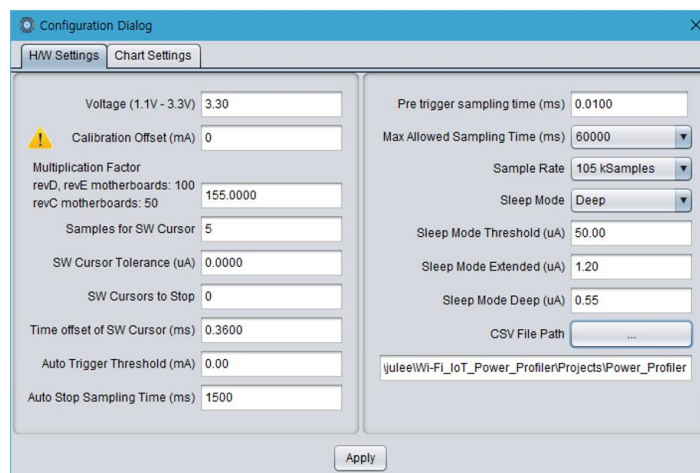 Configuration Dialog
H/W Settings
Chart Settings
Voltage (1.1V - 3.3V) 3.30
Calibration Offset (mA) 0
Multiplication Factor
revD, revE motherboards: 100
revC motherboards: 50
155.0000
Samples for SW Cursor 5
SW Cursor Tolerance (uA) 0.0000
SW Cursors to Stop 0
Time offset of SW Cursor (ms) 0.3600
Auto Trigger Threshold (mA) 0.00
Auto Stop Sampling Time (ms) 1500
Pre trigger sampling time (ms) 0.0100
Max Allowed Sampling Time (ms) 60000
Sample Rate 105 kSamples
Sleep Mode Deep
Sleep Mode Threshold (uA) 50.00
Sleep Mode Extended (uA) 1.20
Sleep Mode Deep (uA) 0.55
CSV File Path ...
\julee\Wi-Fi_IoT_Power_Profiler\Projects\Power_Profiler
Apply